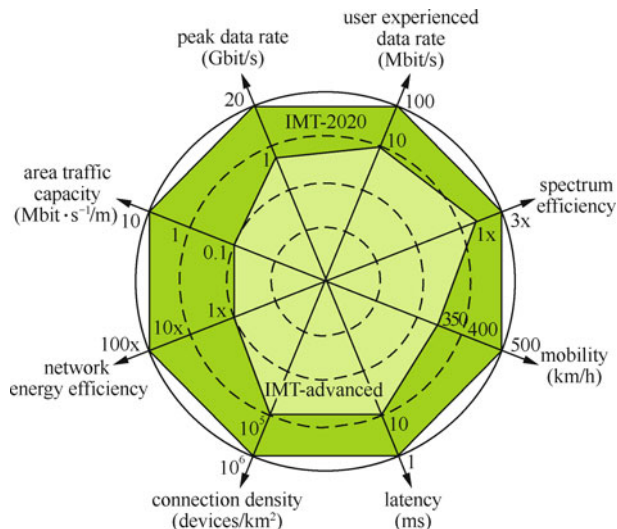 user experienced
data rate
(Mbit/s)
peak data rate
(Gbit/s)
20
100
IMT-2020
10
1
area traffic
capacity
(Mbit·s⁻¹/m)
spectrum
efficiency
10
1
0.1
1x
3x
1x
350
400
500
10x
100x
network
energy efficiency
mobility
(km/h)
IMT-advanced
10⁵
10
10⁶
1
connection density
(devices/km²)
latency
(ms)